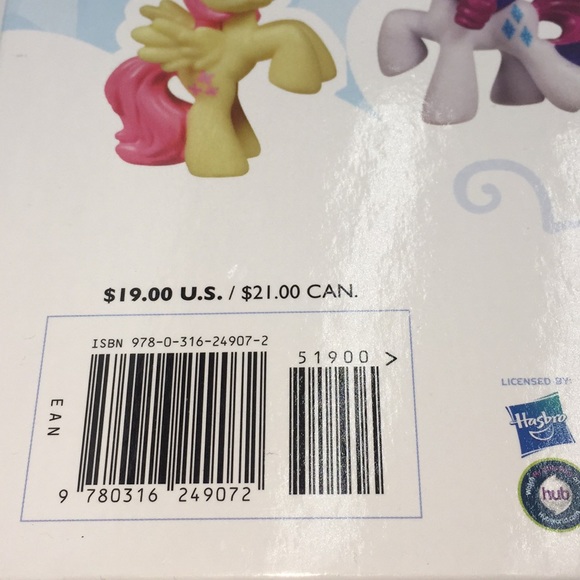 $19.00 U.S. / $21.00 CAN.
ISBN 978-0-316-24907-2
51900 >
EAN
9 780316 249072
LICENSED BY:
Hasbro
hub